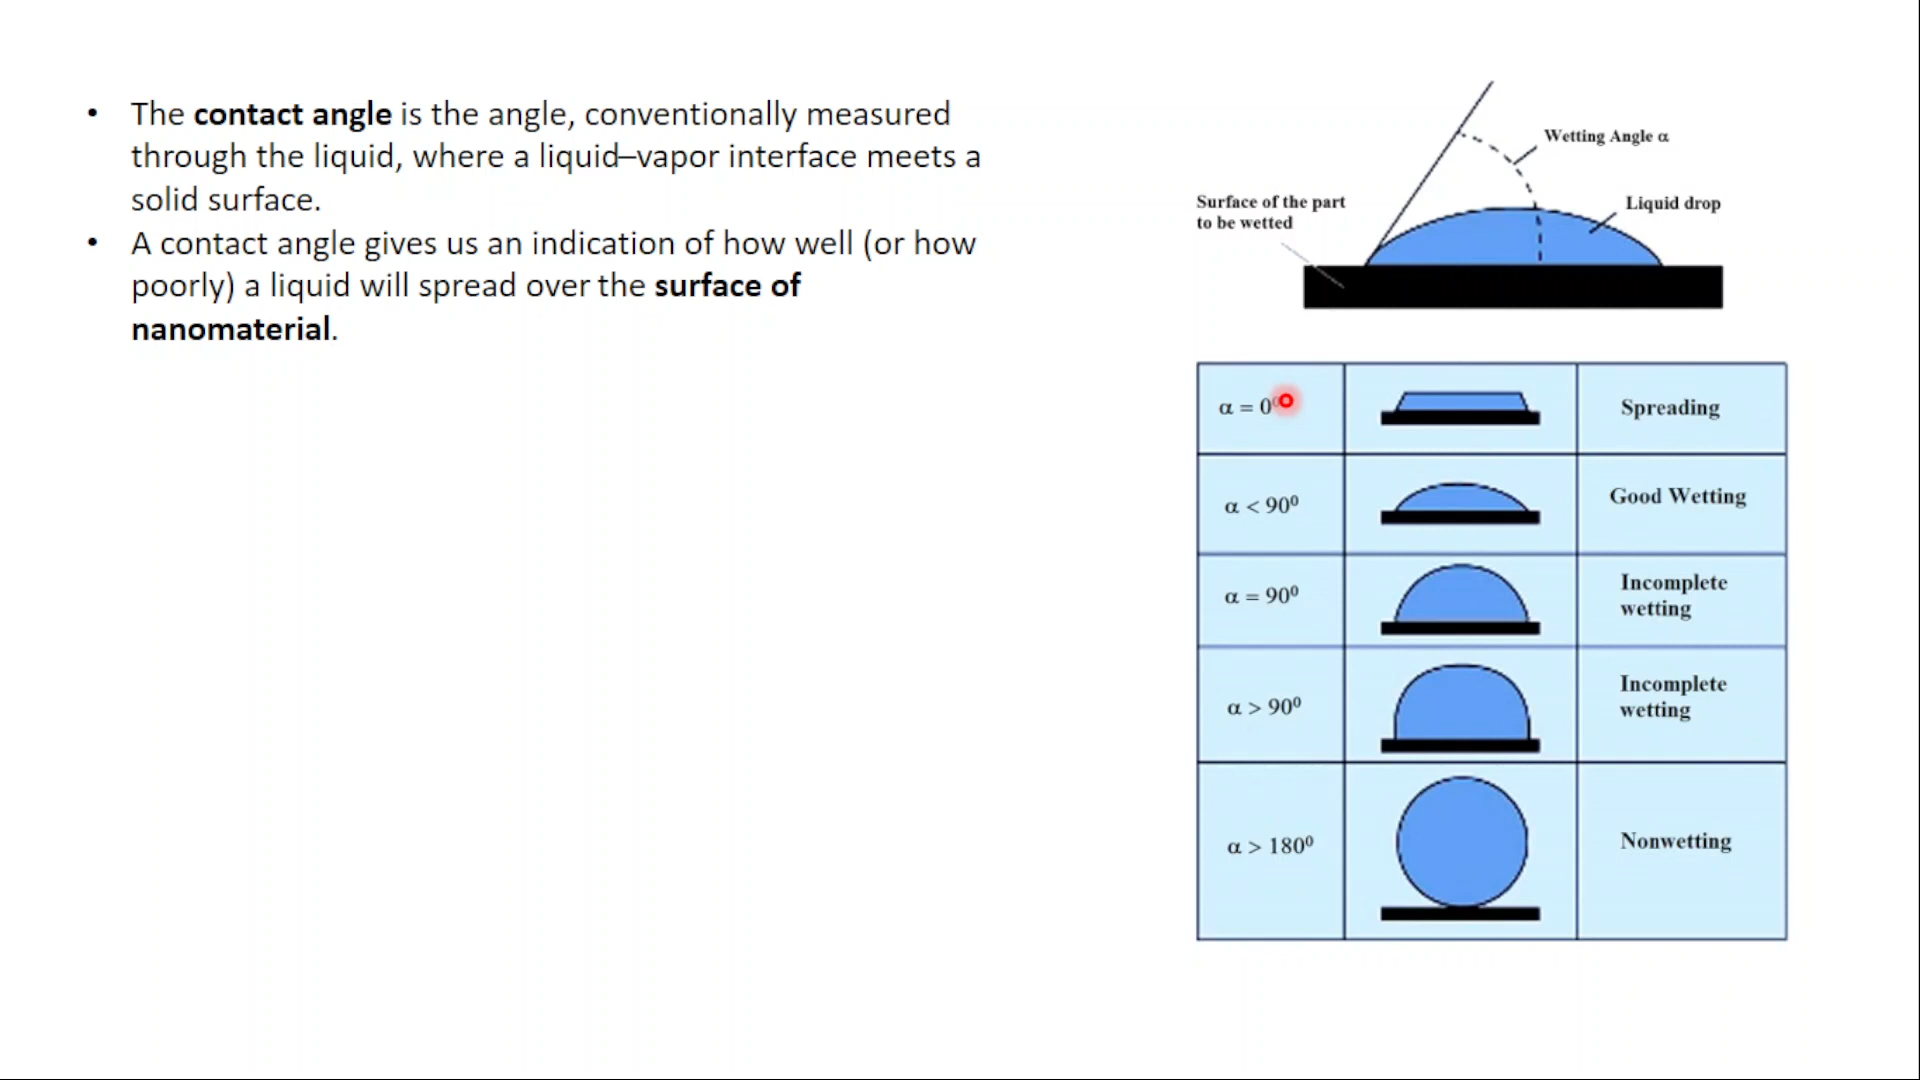 • The contact angle is the angle, conventionally measured
through the liquid, where a liquid–vapor interface meets a
solid surface.
• A contact angle gives us an indication of how well (or how
poorly) a liquid will spread over the surface of
nanomaterial.
Wetting Angle α
Surface of the part
to be wetted
Liquid drop
α = 0⁰
Spreading
α < 90⁰
Good Wetting
α = 90⁰
Incomplete
wetting
α > 90⁰
Incomplete
wetting
α > 180⁰
Nonwetting